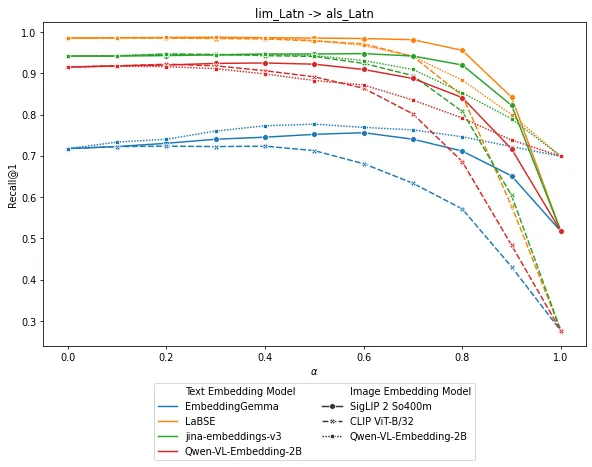 lim_Latn -> als_Latn
1.0
0.9
0.8
0.7
0.6
0.5
0.4
0.3
Recall@1
0.0 0.2 0.4 0.6 0.8 1.0
α
Text Embedding Model Image Embedding Model
EmbeddingGemma SigLIP 2 So400m
LaBSE CLIP ViT-B/32
jina-embeddings-v3 Qwen-VL-Embedding-2B
Qwen-VL-Embedding-2B